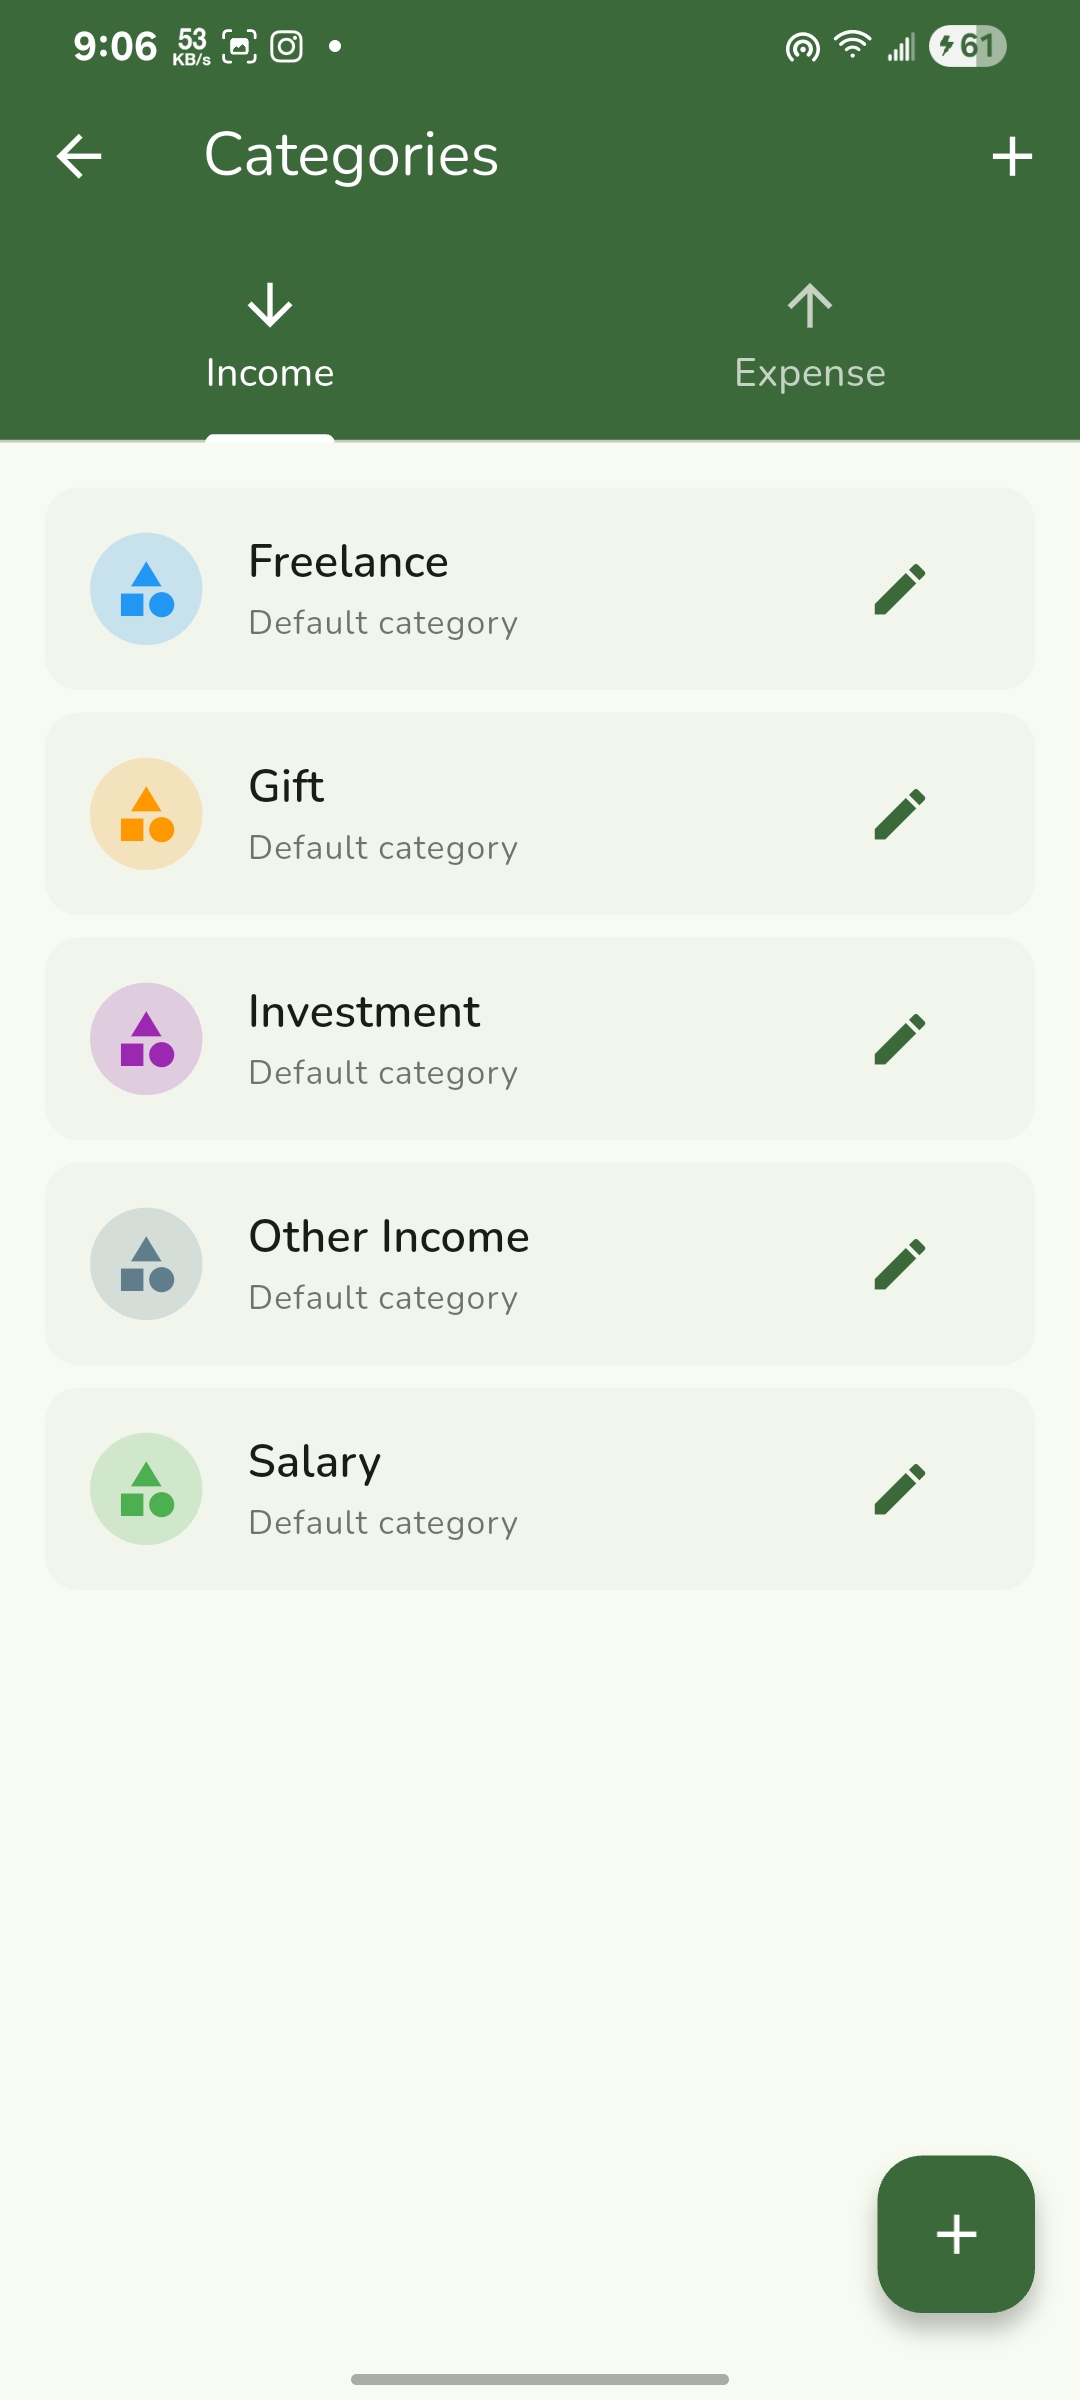 9:06 53 KB/s 61
Categories
Income Expense
Freelance
Default category
Gift
Default category
Investment
Default category
Other Income
Default category
Salary
Default category